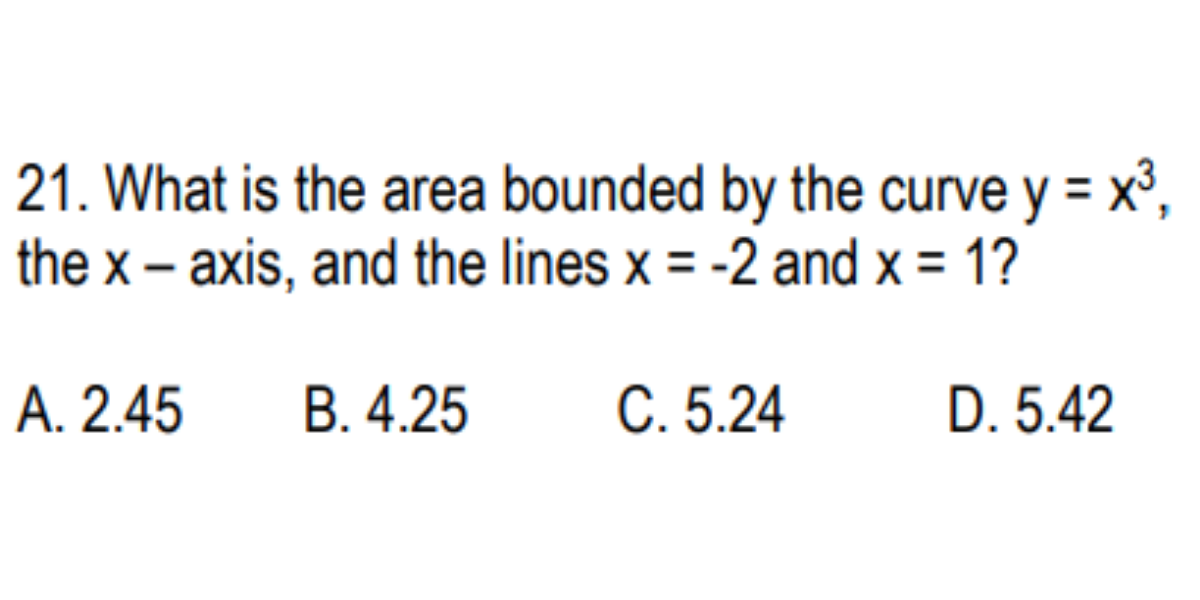 21. What is the area bounded by the curve y = x³,
the x – axis, and the lines x = -2 and x = 1?
A. 2.45 B. 4.25 C. 5.24 D. 5.42